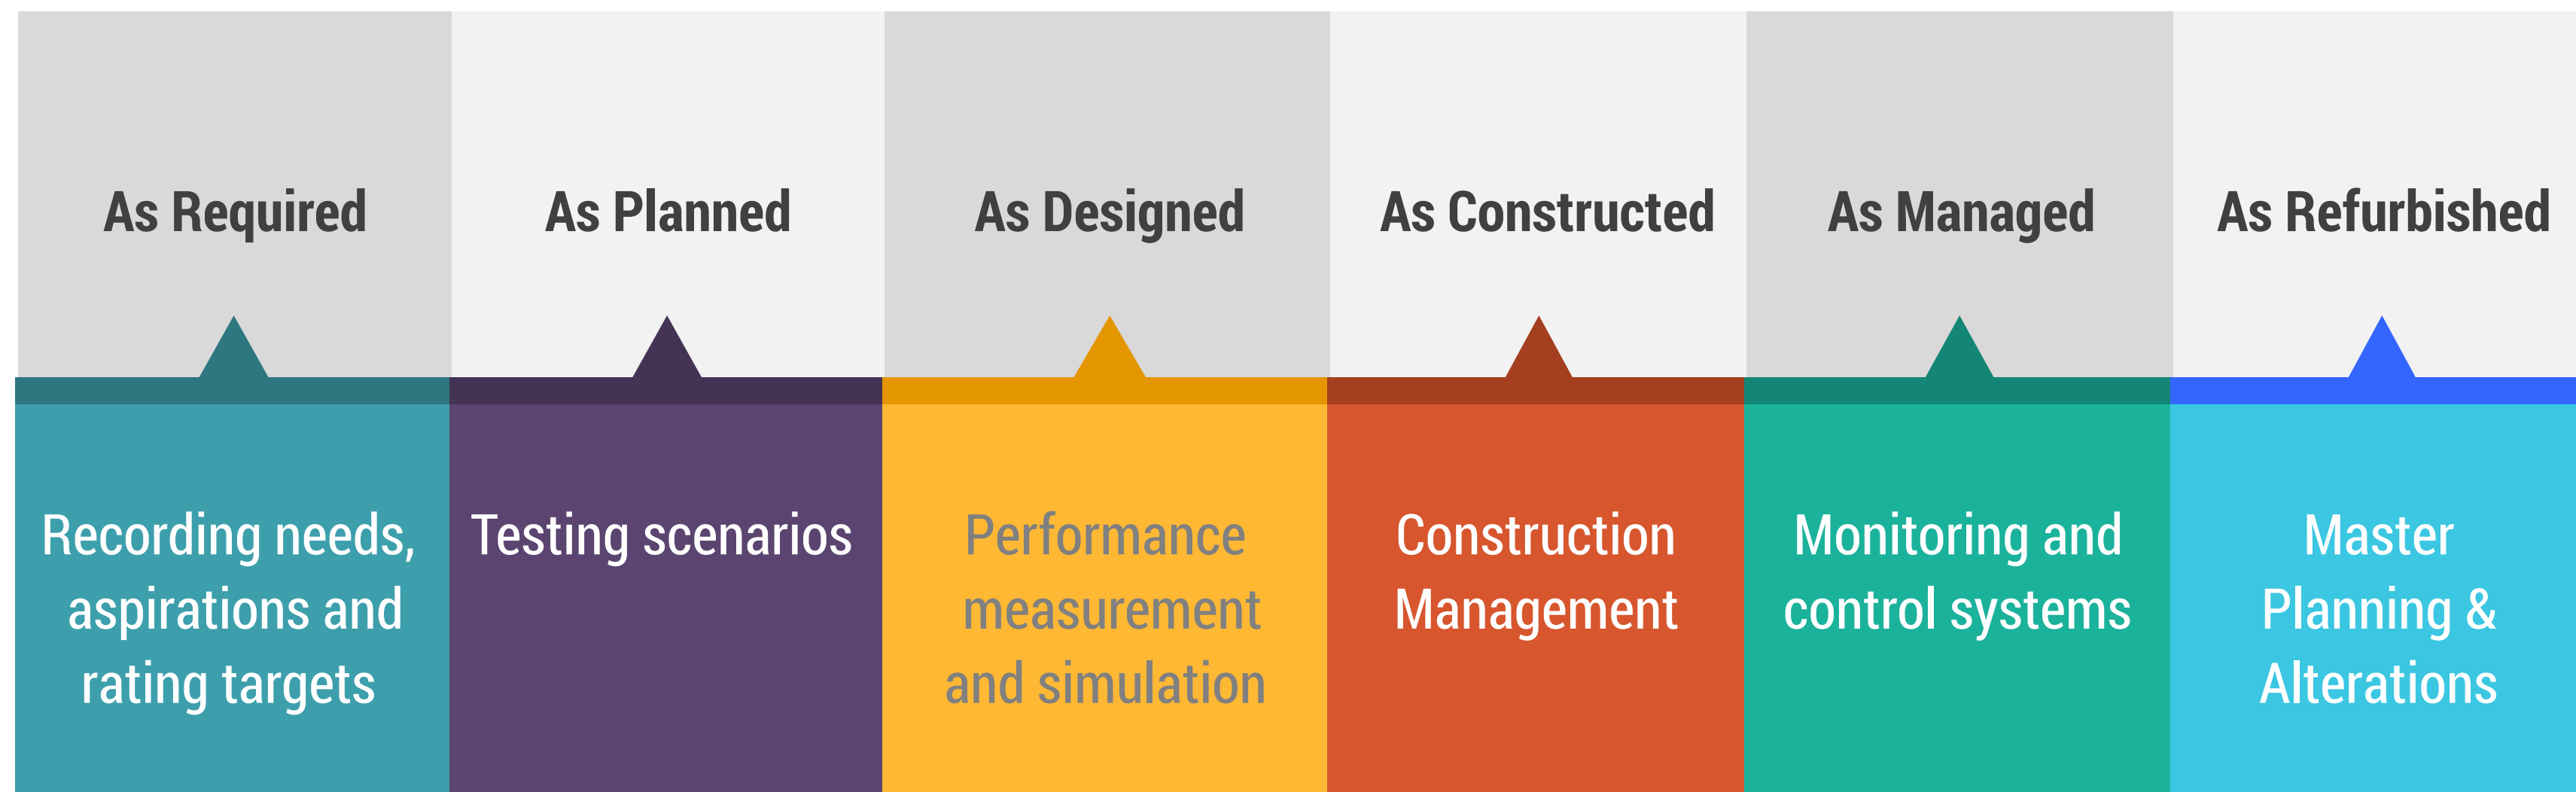 As Required
As Planned
As Designed
As Constructed
As Managed
As Refurbished
Recording needs,
aspirations and
rating targets
Testing scenarios
Performance
measurement
and simulation
Construction
Management
Monitoring and
control systems
Master
Planning &
Alterations